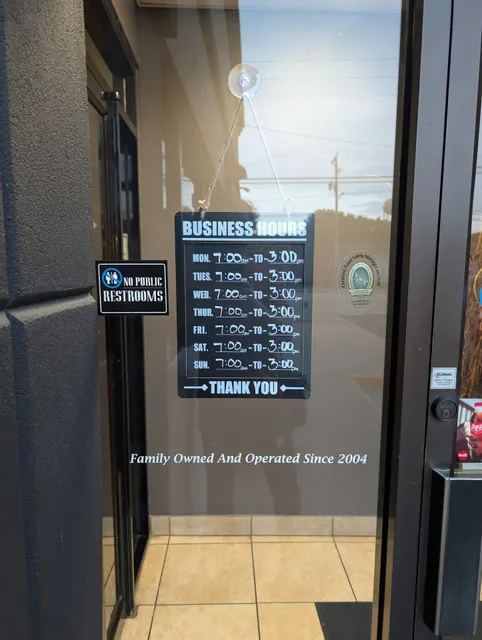 BUSINESS HOURS
MON. 7:00am - TO - 3:00pm
TUES. 7:00am - TO - 3:00pm
WED. 7:00am - TO - 3:00pm
THUR. 7:00am - TO - 3:00pm
FRI. 7:00am - TO - 3:00pm
SAT. 7:00am - TO - 3:00pm
SUN. 7:00am - TO - 3:00pm
THANK YOU
NO PUBLIC
RESTROOMS
Family Owned And Operated Since 2004